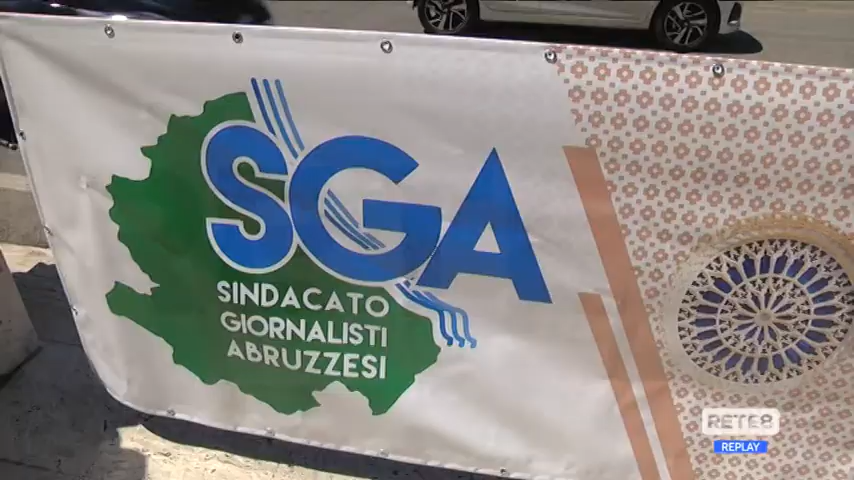 SGA
SINDACATO
GIORNALISTI
ABRUZZESI
RETE8
REPLAY